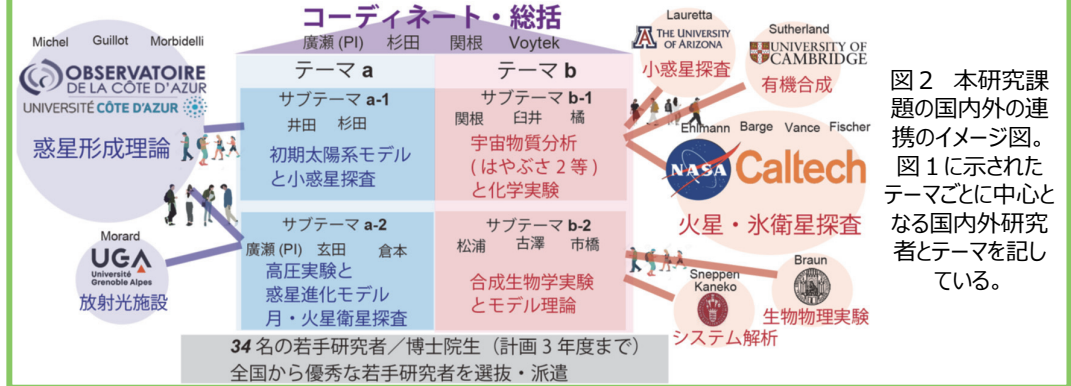 コーディネート・総括
廣瀬 (PI) 杉田 関根 Voytek
Michel Guillot Morbidelli
OBSERVATOIRE
DE LA CÔTE D'AZUR
UNIVERSITÉ CÔTE D'AZUR
惑星形成理論
Morard
UGA
Université
Grenoble Alpes
放射光施設
テーマ a
サブテーマ a-1
井田 杉田
初期太陽系モデル
と小惑星探査
サブテーマ a-2
廣瀬 (PI) 玄田 倉本
高圧実験と
惑星進化モデル
月・火星衛星探査
テーマ b
サブテーマ b-1
関根 臼井 橘
宇宙物質分析
(はやぶさ2等)
と化学実験
サブテーマ b-2
松浦 古澤 市橋
合成生物学実験
とモデル理論
Lauretta
A THE UNIVERSITY
OF ARIZONA
小惑星探査
Sutherland
UNIVERSITY OF
CAMBRIDGE
有機合成
Ehlmann Barge Vance Fischer
NASA Caltech
火星・氷衛星探査
Sneppen
Kaneko
システム解析
Braun
生物物理実験
34 名の若手研究者／博士院生（計画３年度まで）
全国から優秀な若手研究者を選抜・派遣
図２ 本研究課
題の国内外の連
携のイメージ図。
図１に示された
テーマごとに中心と
なる国内外研究
者とテーマを記し
ている。